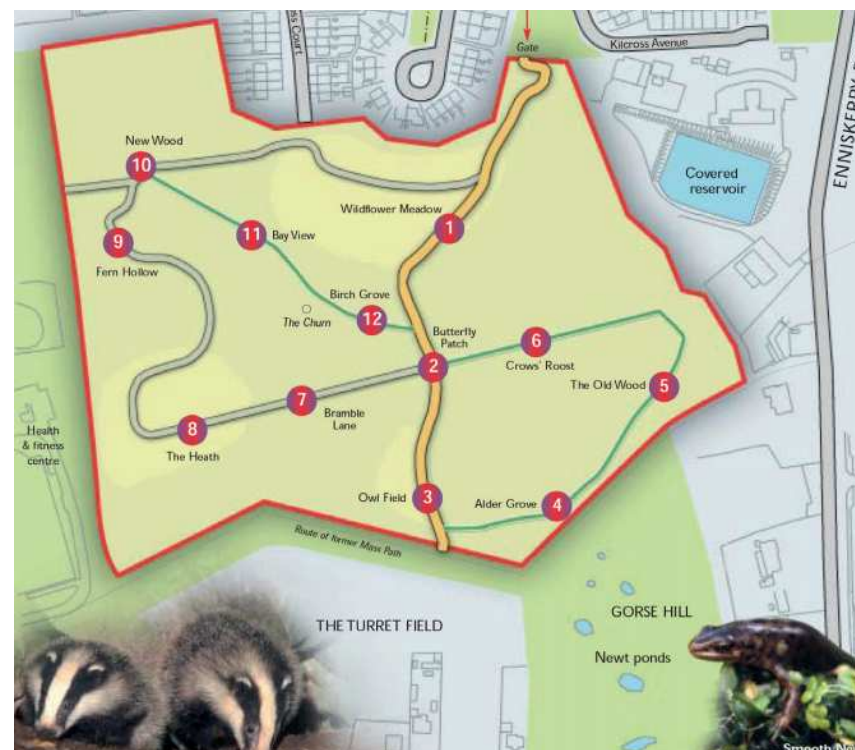 Gate
Kilcross Avenue
ss Court
ENNISKERRY
New Wood
10
Covered
reservoir
Wildflower Meadow
1
9
11
Bay View
Fern Hollow
Birch Grove
The Churn
12
Butterfly
Patch
6
2
Crows' Roost
The Old Wood
5
7
Bramble
Lane
8
The Heath
Health
& fitness
centre
Owl Field
3
Alder Grove
4
Route of former Mass Path
THE TURRET FIELD
GORSE HILL
Newt ponds
Smooth